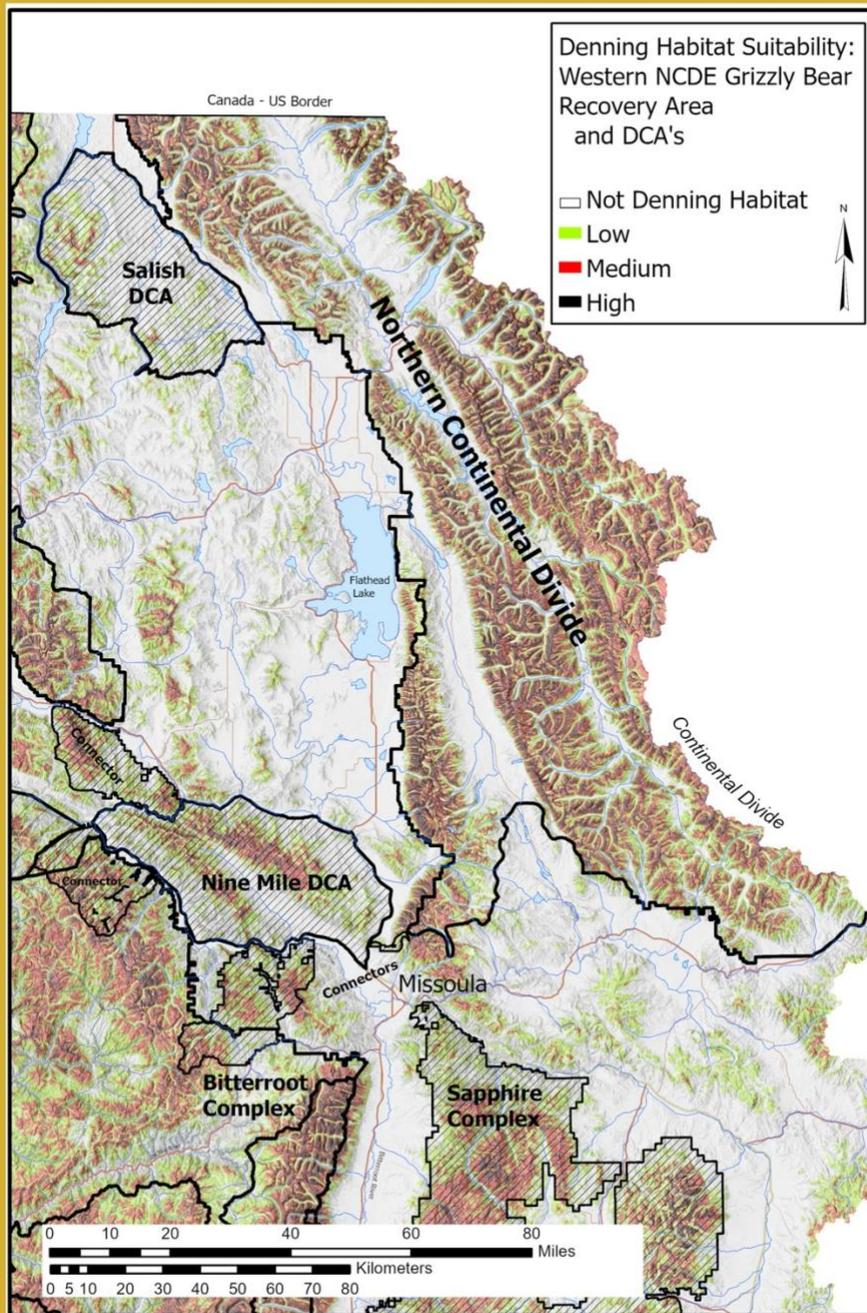 Denning Habitat Suitability:
Western NCDE Grizzly Bear
Recovery Area
and DCA's
Not Denning Habitat
Low
Medium
High
N
Canada - US Border
Salish
DCA
Northern Continental Divide
Flathead
Lake
Continental Divide
Connector
Nine Mile DCA
Connector
Connectors
Missoula
Bitterroot
Complex
Sapphire
Complex
Bitterroot River
0 10 20 40 60 80
Miles
Kilometers
0 5 10 20 30 40 50 60 70 80